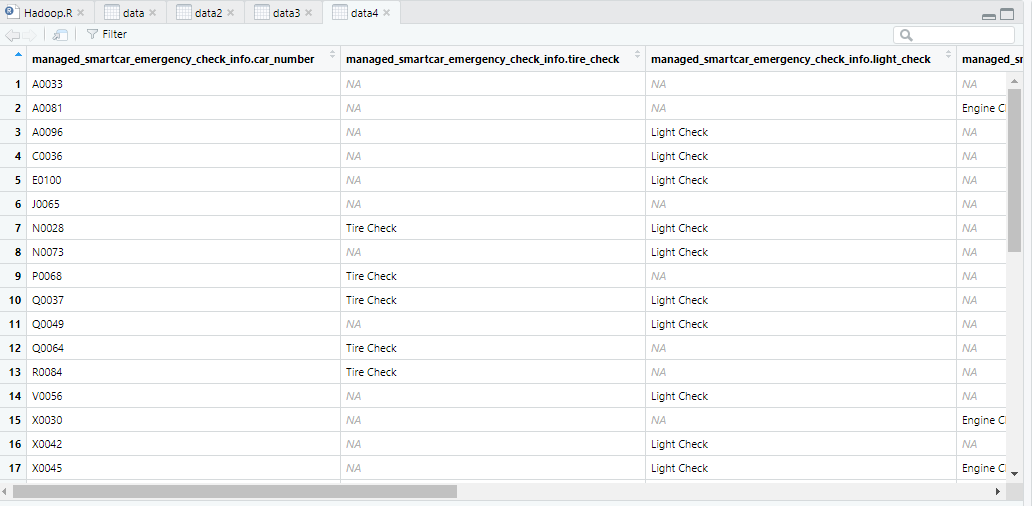 Hadoop.R data data2 data3 data4
Filter
managed_smartcar_emergency_check_info.car_number managed_smartcar_emergency_check_info.tire_check managed_smartcar_emergency_check_info.light_check managed_sm
1 A0033 NA NA NA
2 A0081 NA NA Engine C
3 A0096 NA Light Check NA
4 C0036 NA Light Check NA
5 E0100 NA Light Check NA
6 J0065 NA NA NA
7 N0028 Tire Check Light Check NA
8 N0073 NA Light Check NA
9 P0068 Tire Check NA NA
10 Q0037 Tire Check Light Check NA
11 Q0049 NA Light Check NA
12 Q0064 Tire Check NA NA
13 R0084 Tire Check NA NA
14 V0056 NA Light Check NA
15 X0030 NA NA Engine C
16 X0042 NA Light Check NA
17 X0045 NA Light Check Engine C